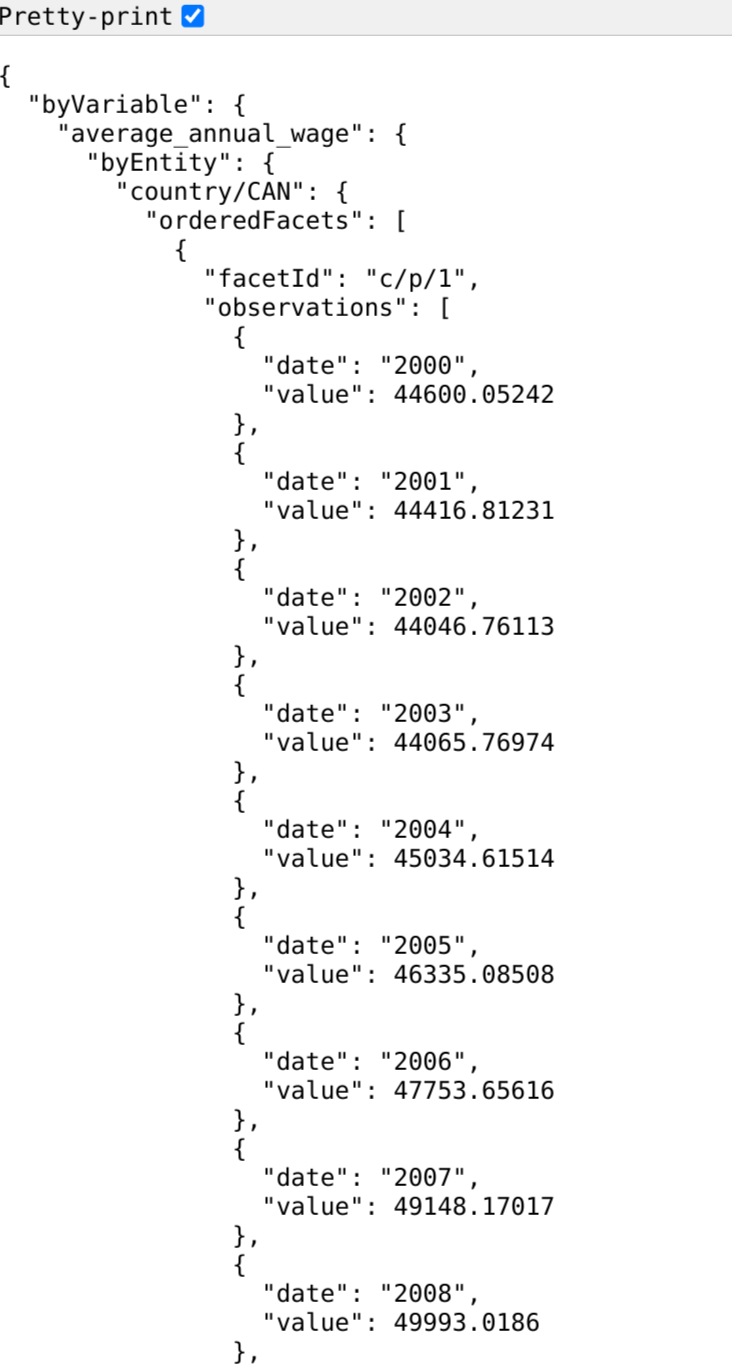 Pretty-print
{
  "byVariable": {
    "average_annual_wage": {
      "byEntity": {
        "country/CAN": {
          "orderedFacets": [
            {
              "facetId": "c/p/1",
              "observations": [
                {
                  "date": "2000",
                  "value": 44600.05242
                },
                {
                  "date": "2001",
                  "value": 44416.81231
                },
                {
                  "date": "2002",
                  "value": 44046.76113
                },
                {
                  "date": "2003",
                  "value": 44065.76974
                },
                {
                  "date": "2004",
                  "value": 45034.61514
                },
                {
                  "date": "2005",
                  "value": 46335.08508
                },
                {
                  "date": "2006",
                  "value": 47753.65616
                },
                {
                  "date": "2007",
                  "value": 49148.17017
                },
                {
                  "date": "2008",
                  "value": 49993.0186
                },